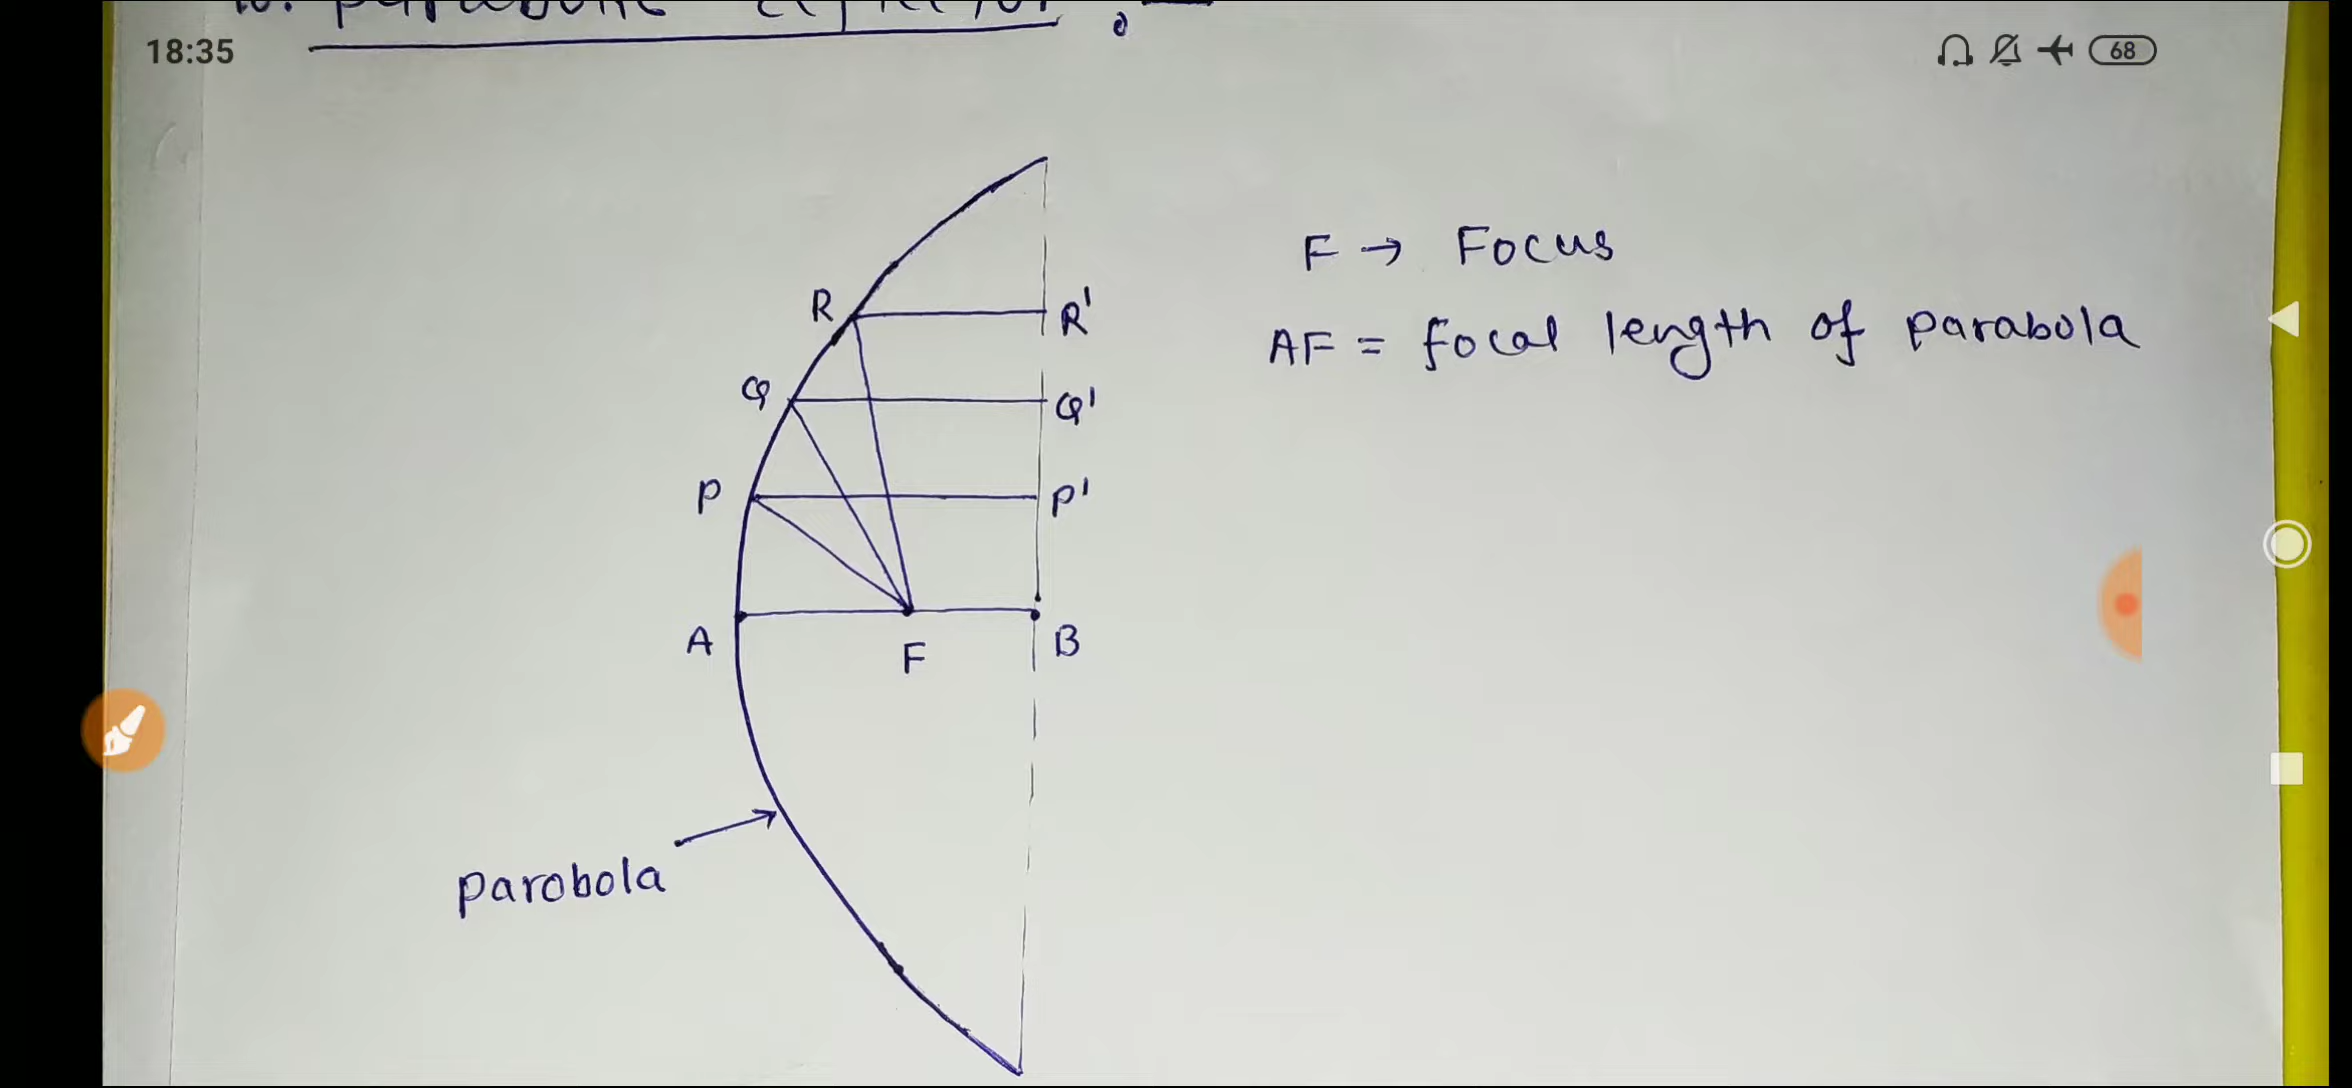 18:35
68
F → Focus
AF = focal length of parabola
R
R'
Q
Q'
P
P'
A
F
B
parobola